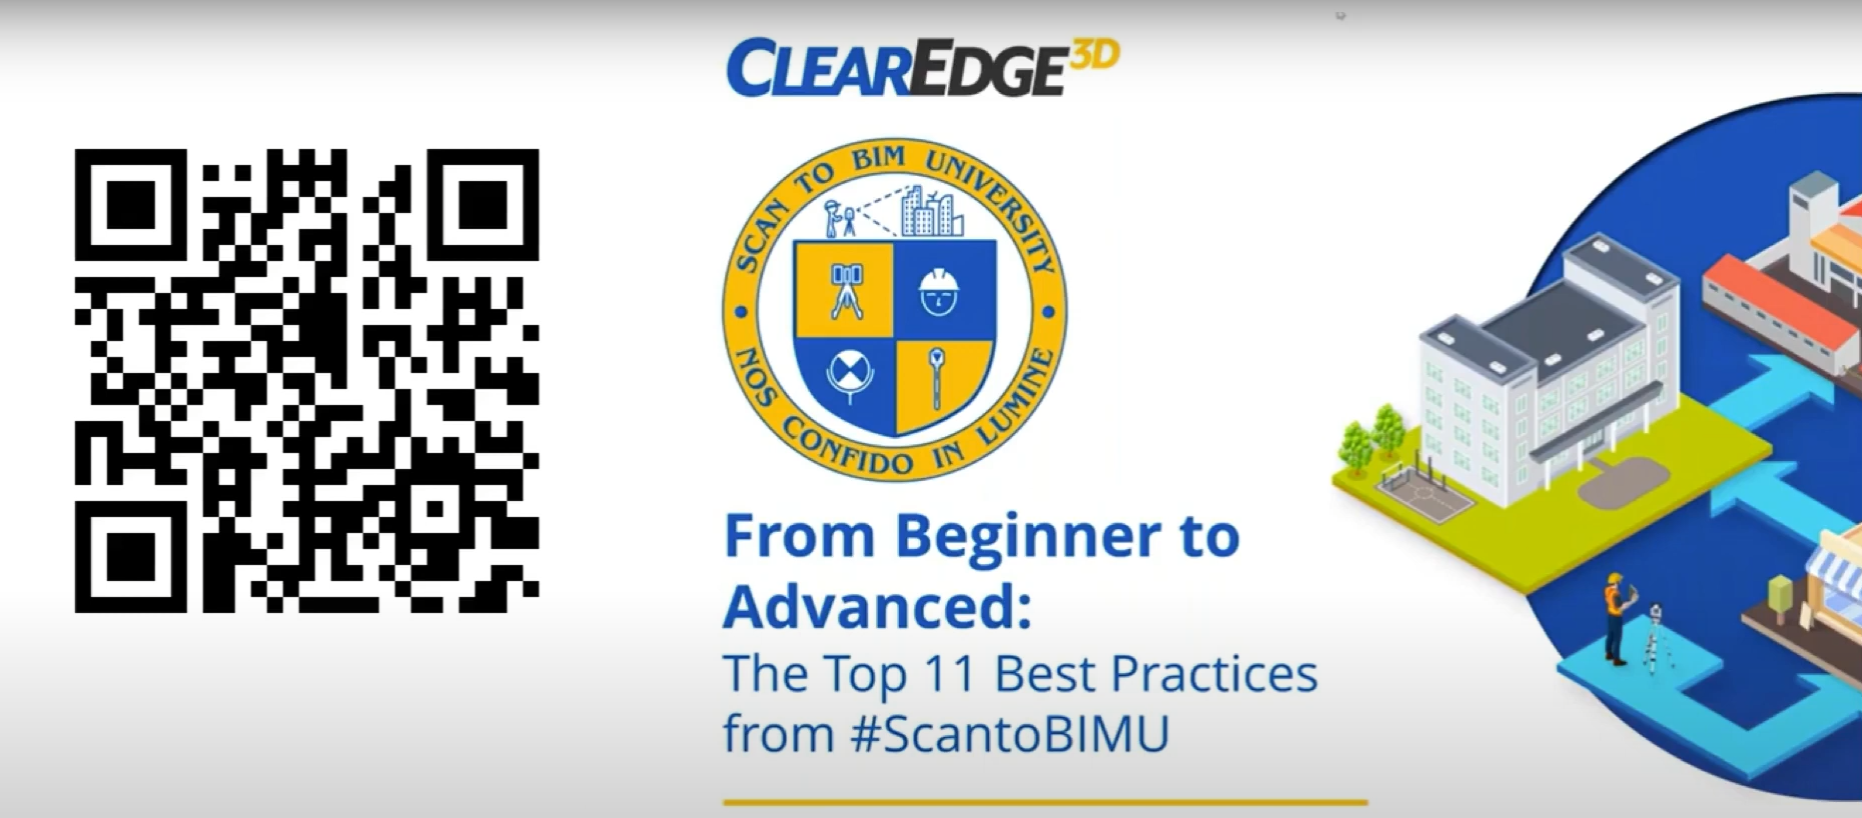 CLEAREDGE3D
SCAN TO BIM UNIVERSITY
NOS CONFIDO IN LUMINE
From Beginner to
Advanced:
The Top 11 Best Practices
from #ScantoBIMU